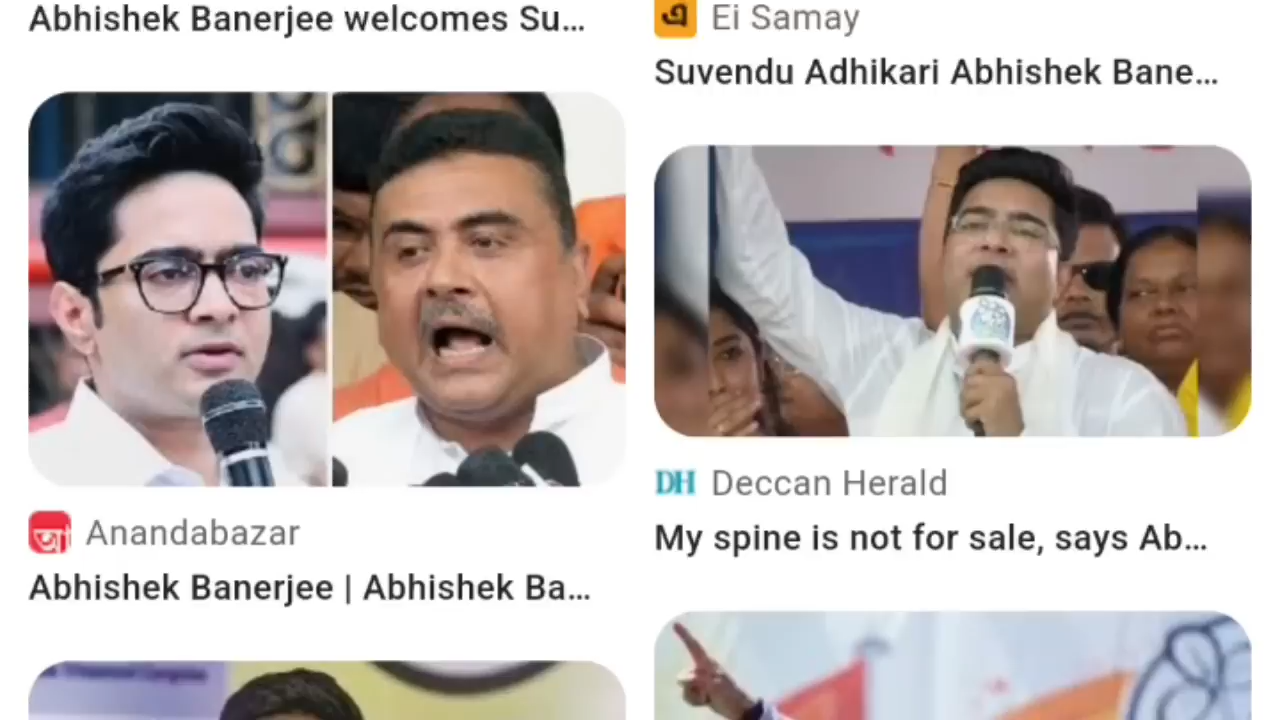 Abhishek Banerjee welcomes Su...
এ Ei Samay
Suvendu Adhikari Abhishek Bane...
আ Anandabazar
Abhishek Banerjee | Abhishek Ba...
DH Deccan Herald
My spine is not for sale, says Ab...